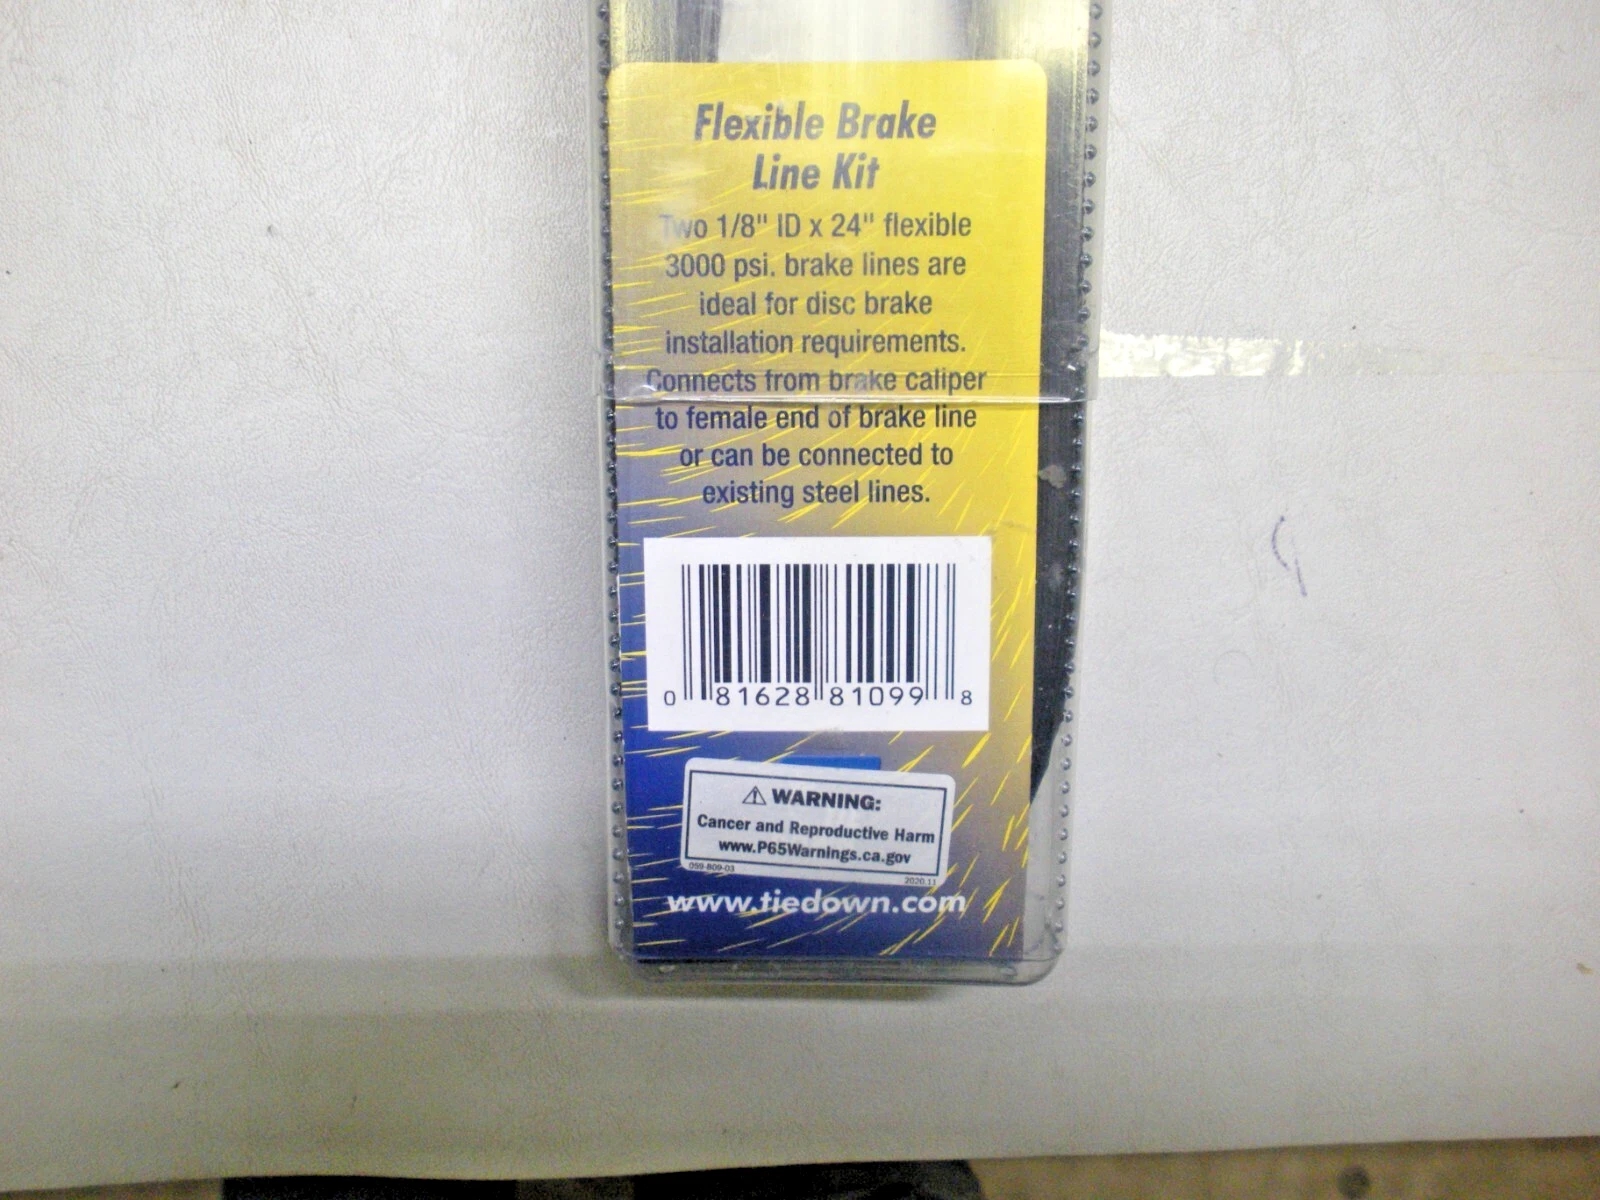 Flexible Brake
Line Kit
Two 1/8" ID x 24" flexible
3000 psi. brake lines are
ideal for disc brake
installation requirements.
Connects from brake caliper
to female end of brake line
or can be connected to
existing steel lines.
0 81628 81099 8
⚠ WARNING:
Cancer and Reproductive Harm
www.P65Warnings.ca.gov
059-809-03 2020.11
www.tiedown.com